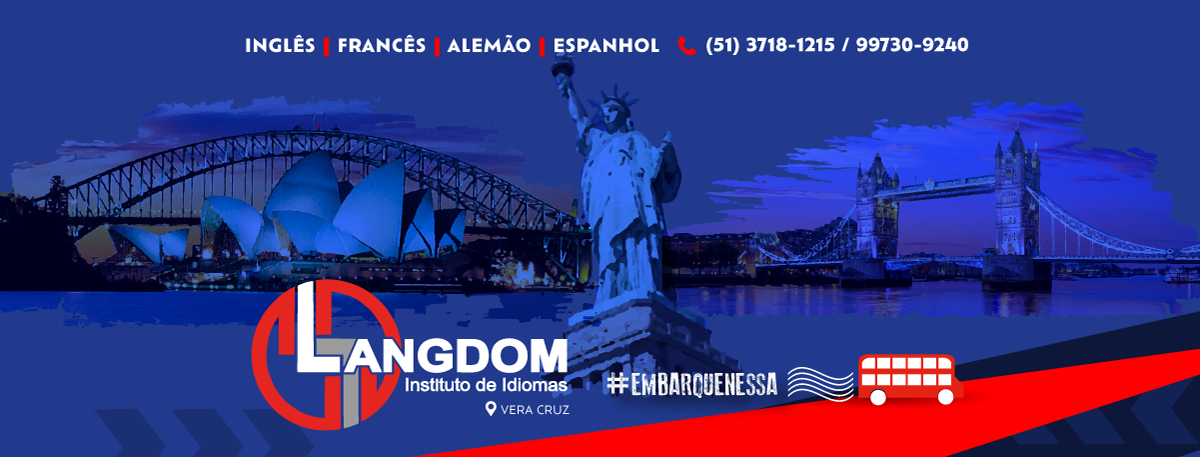 INGLÊS | FRANCÊS | ALEMÃO | ESPANHOL (51) 3718-1215 / 99730-9240
LANGDOM
Instituto de Idiomas
VERA CRUZ
#EMBARQUENESSA